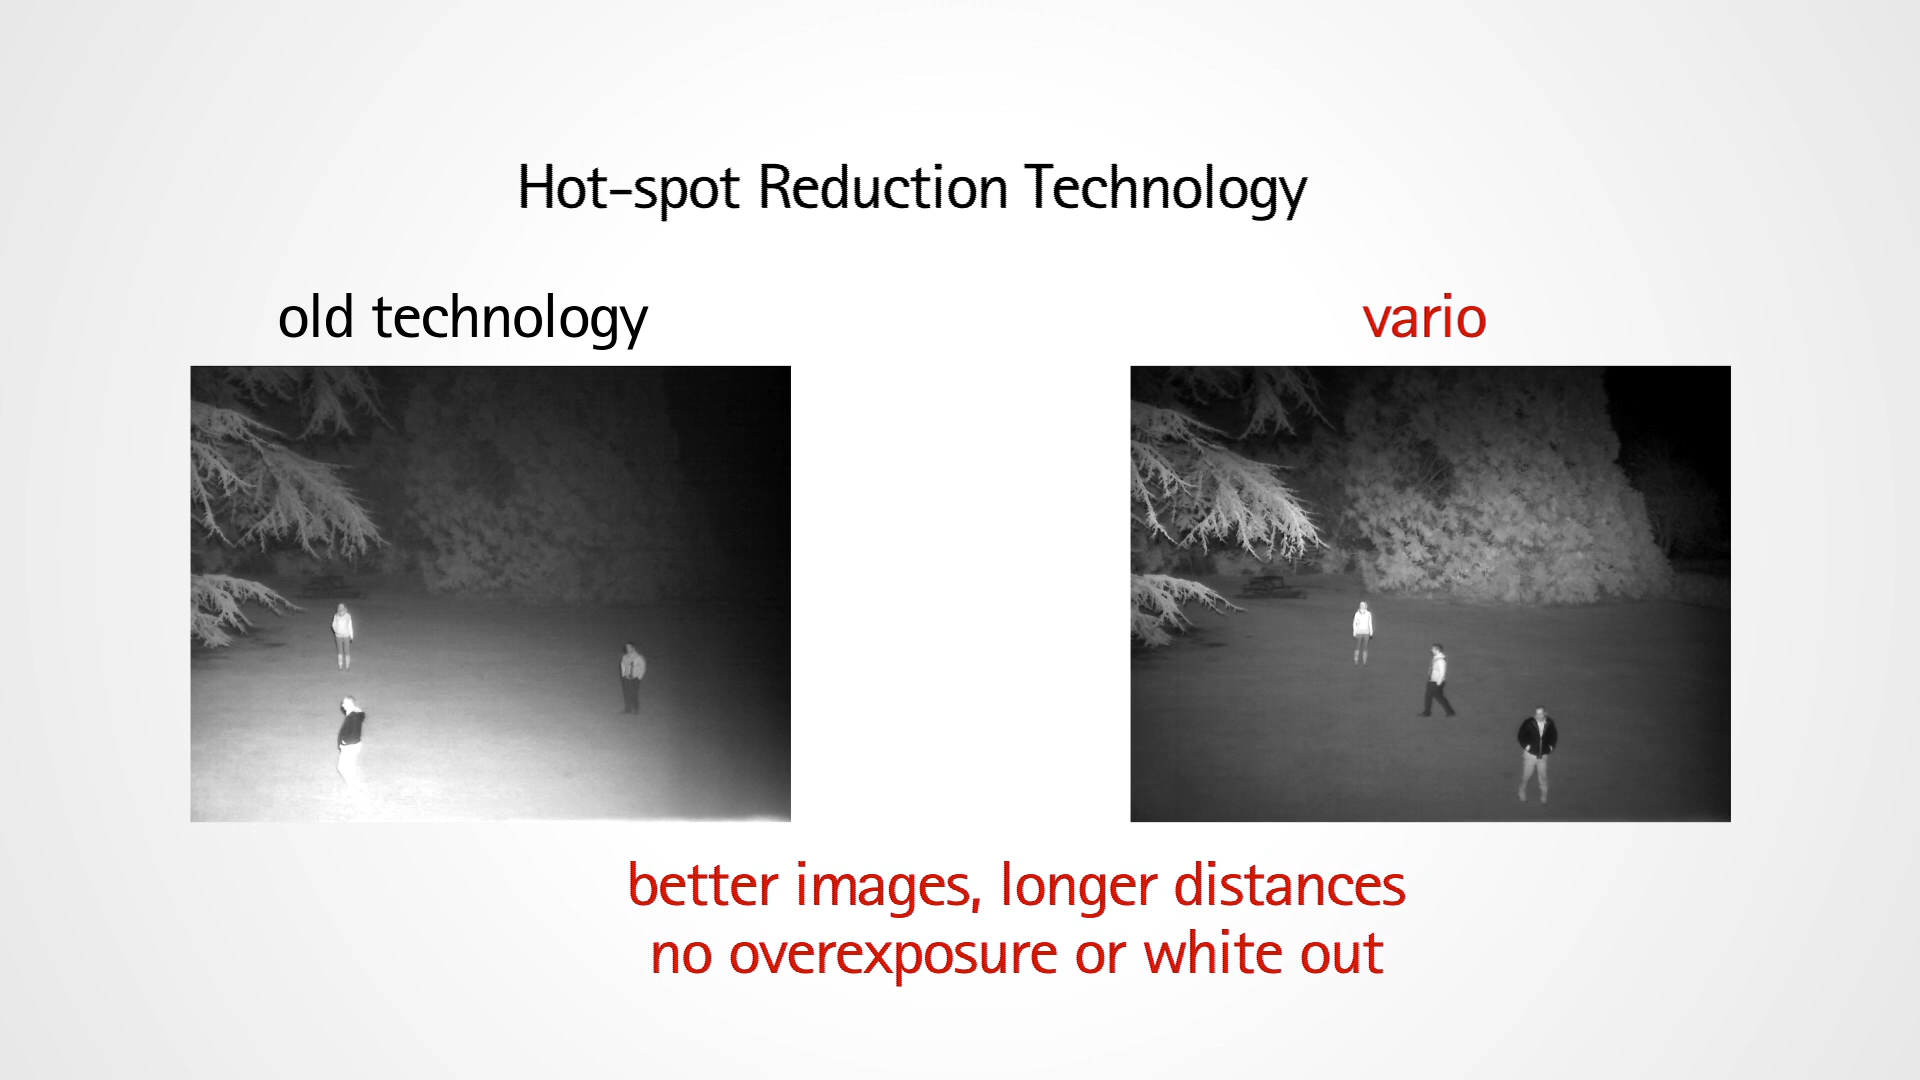 Hot-spot Reduction Technology
old technology
vario
better images, longer distances
no overexposure or white out